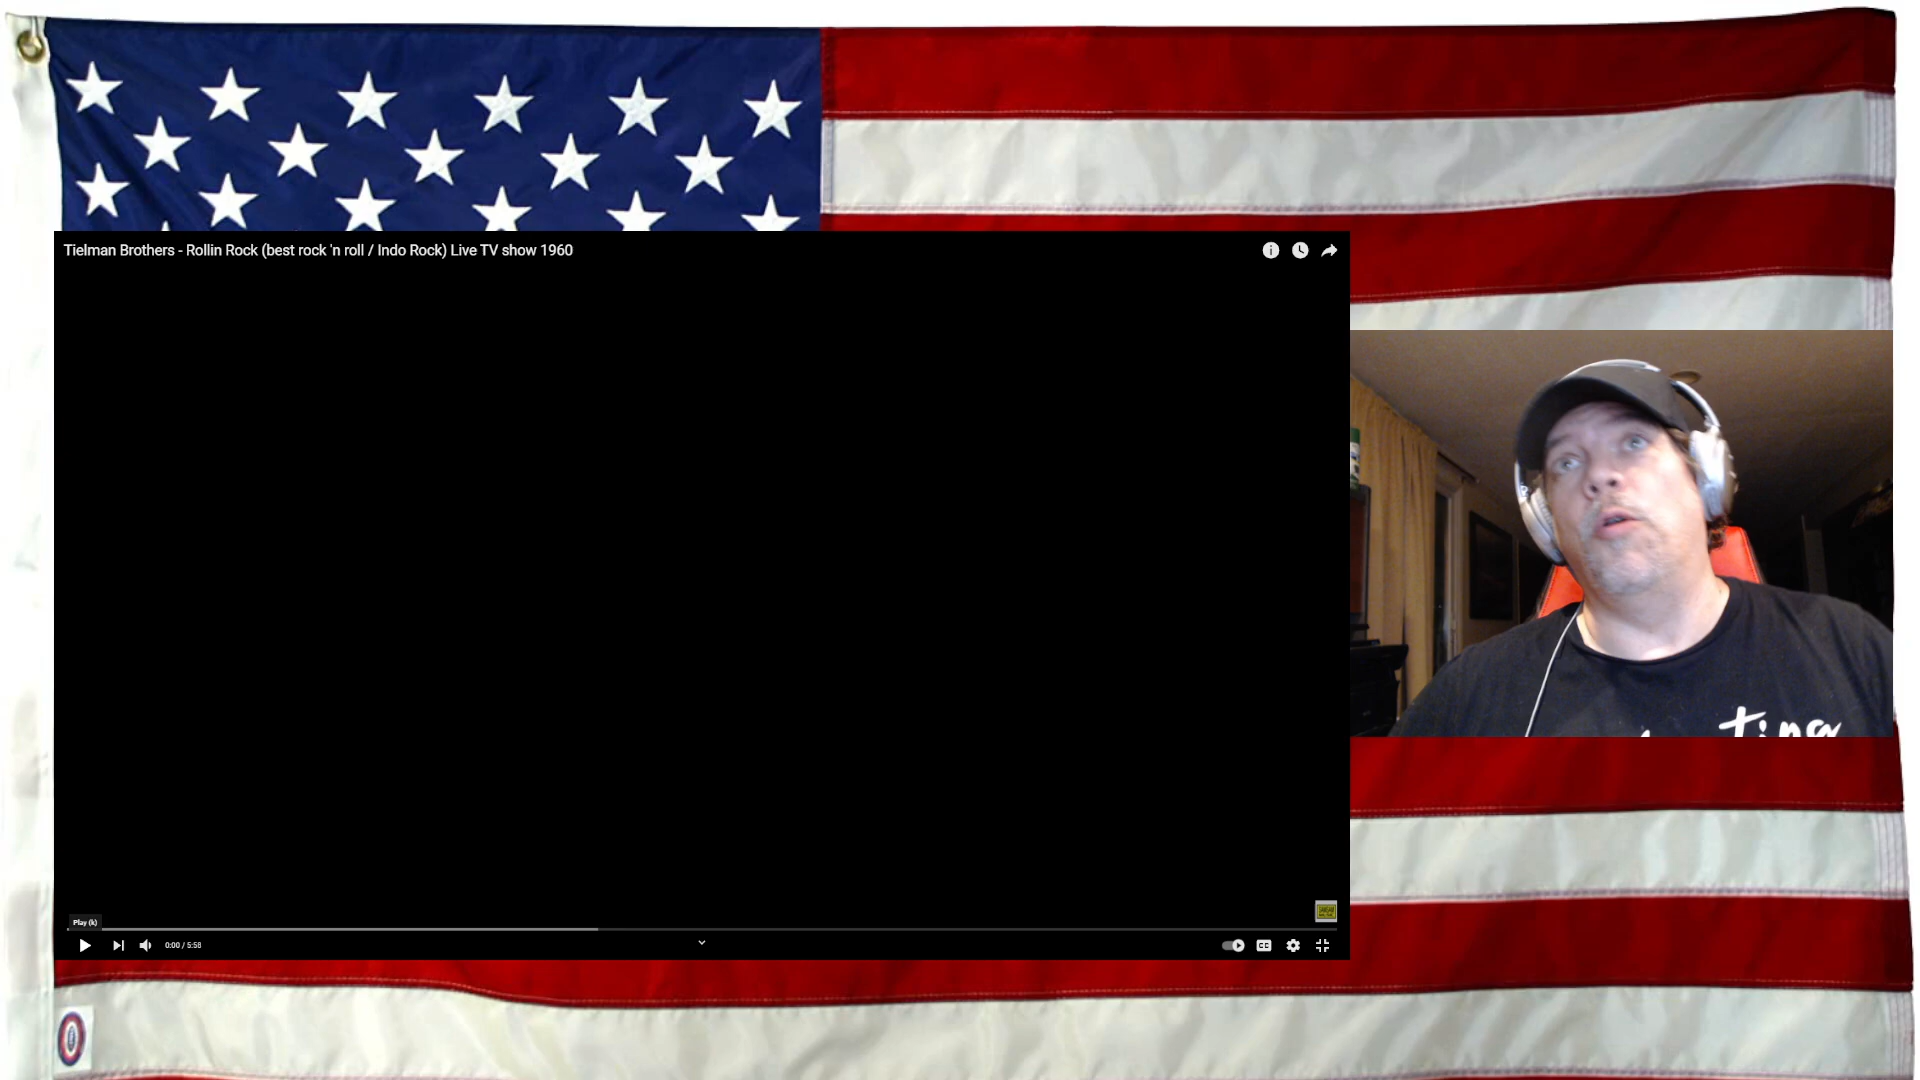 Tielman Brothers - Rollin Rock (best rock 'n roll / Indo Rock) Live TV show 1960
Play (k)
0:00 / 5:58